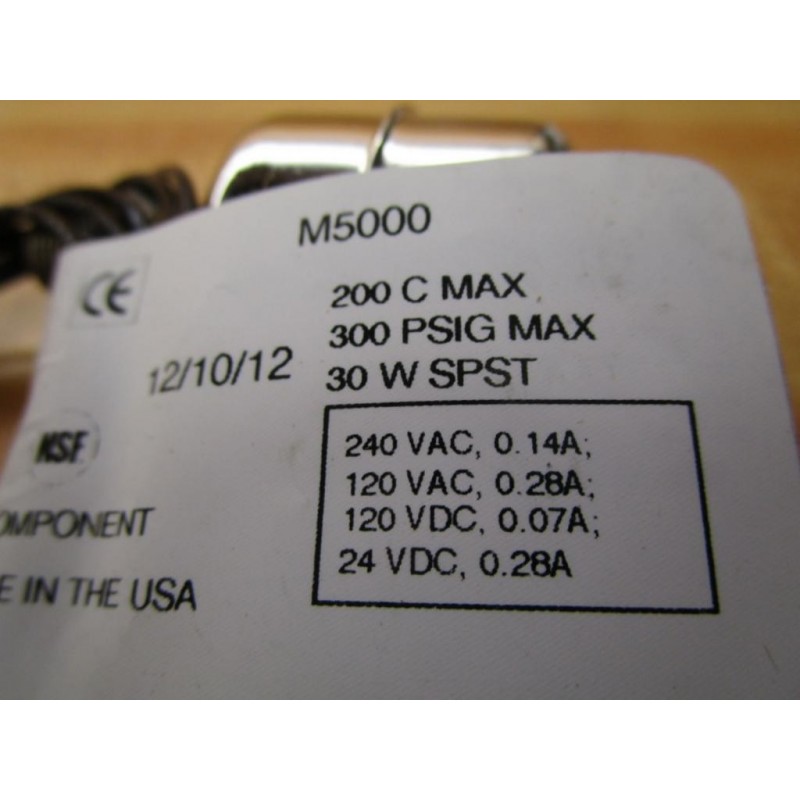 M5000
CE
200 C MAX
300 PSIG MAX
12/10/12
30 W SPST
NSF
240 VAC, 0.14A;
120 VAC, 0.28A;
120 VDC, 0.07A;
24 VDC, 0.28A
OMPONENT
E IN THE USA